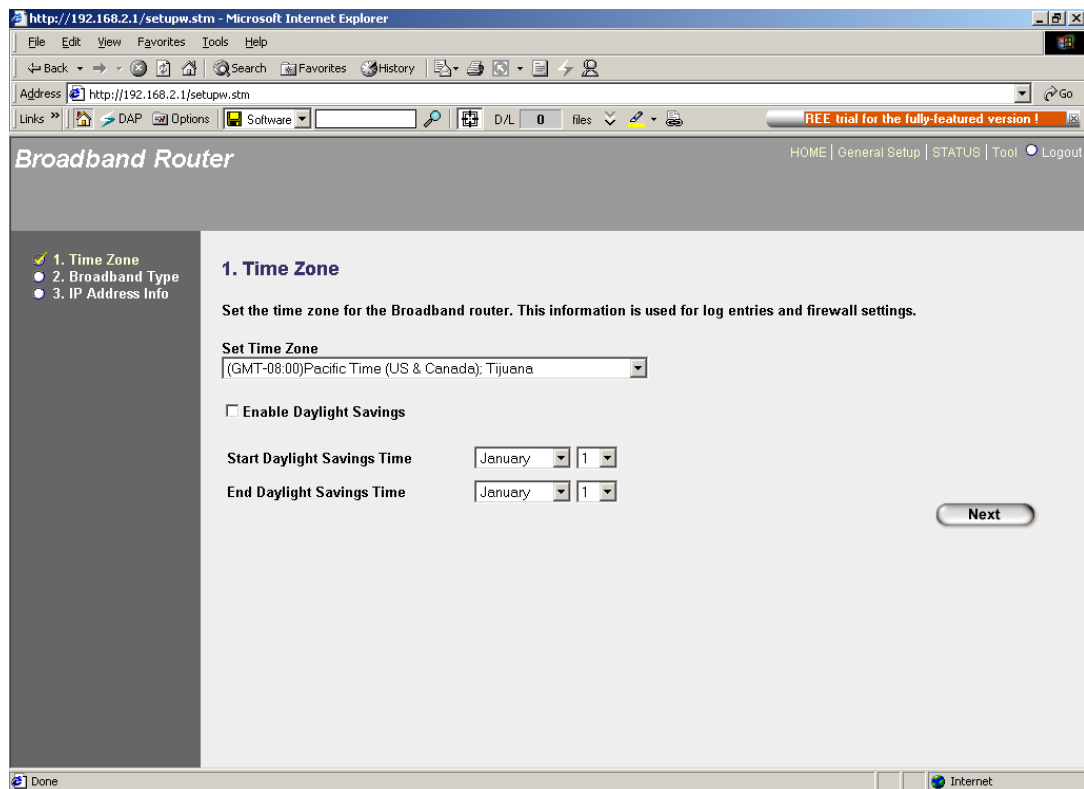 http://192.168.2.1/setupw.stm - Microsoft Internet Explorer
File Edit View Favorites Tools Help
Back Search Favorites History
Address http://192.168.2.1/setupw.stm Go
Links » DAP Options Software D/L 0 files REE trial for the fully-featured version !
Broadband Router
HOME | General Setup | STATUS | Tool Logout
1. Time Zone
2. Broadband Type
3. IP Address Info
1. Time Zone
Set the time zone for the Broadband router. This information is used for log entries and firewall settings.
Set Time Zone
(GMT-08:00)Pacific Time (US & Canada); Tijuana
Enable Daylight Savings
Start Daylight Savings Time January 1
End Daylight Savings Time January 1
Next
Done Internet